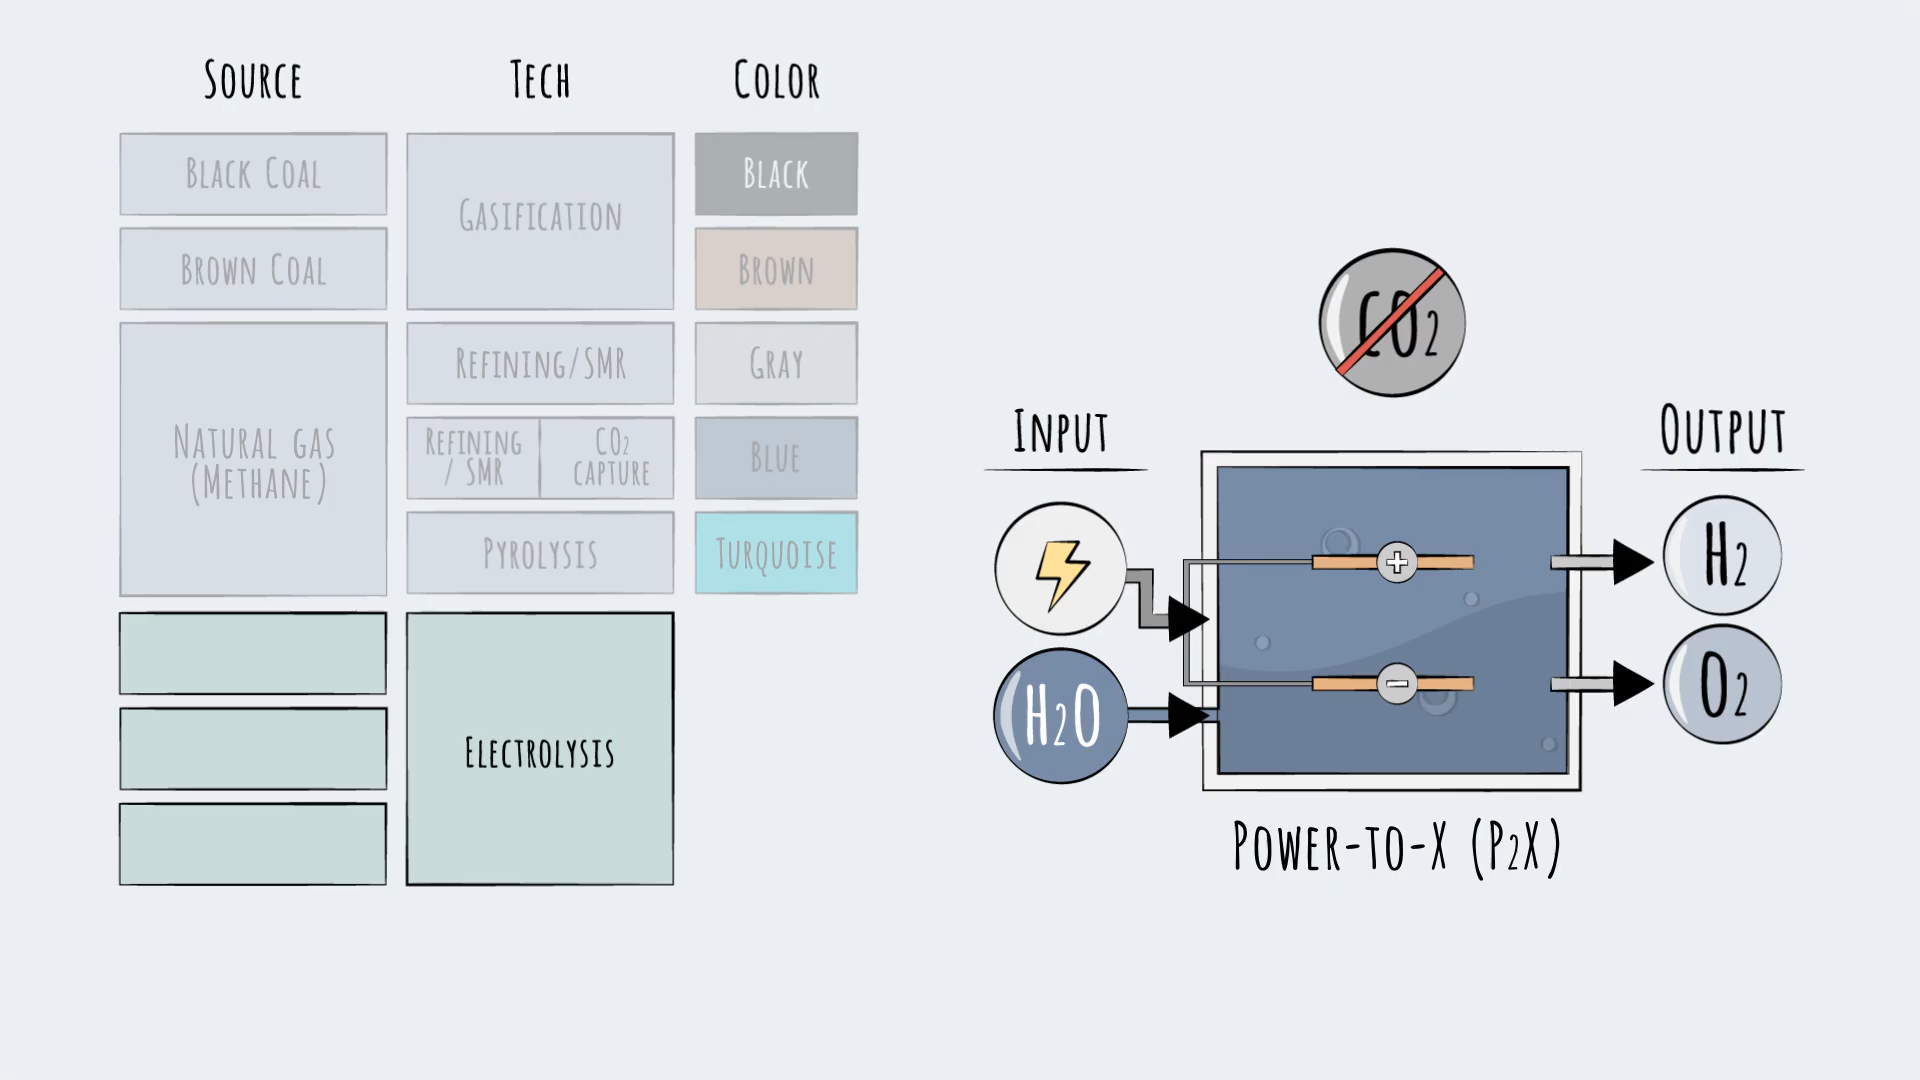 Source
Tech
Color
Black Coal
Gasification
Black
Brown Coal
Brown
Natural gas
(Methane)
Refining/SMR
Gray
Refining
/ SMR
CO2
capture
Blue
Pyrolysis
Turquoise
Electrolysis
CO2
Input
Output
+
H2
-
H2O
O2
Power-to-X (P2X)